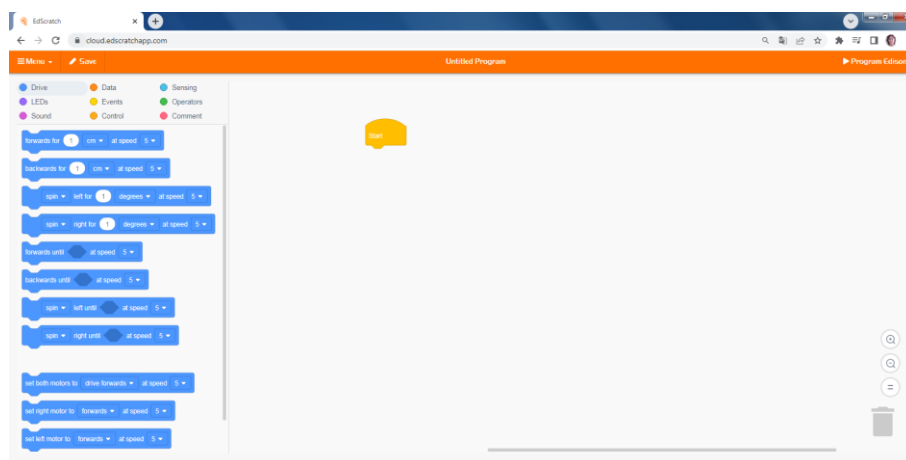 EdScratch
cloud.edscratchapp.com
Menu
Save
Untitled Program
Program Edison
Drive
Data
Sensing
LEDs
Events
Operators
Sound
Control
Comment
forwards for 1 cm at speed 5
backwards for 1 cm at speed 5
spin left for 1 degrees at speed 5
spin right for 1 degrees at speed 5
forwards until at speed 5
backwards until at speed 5
spin left until at speed 5
spin right until at speed 5
set both motors to drive forwards at speed 5
set right motor to forwards at speed 5
set left motor to forwards at speed 5
Start